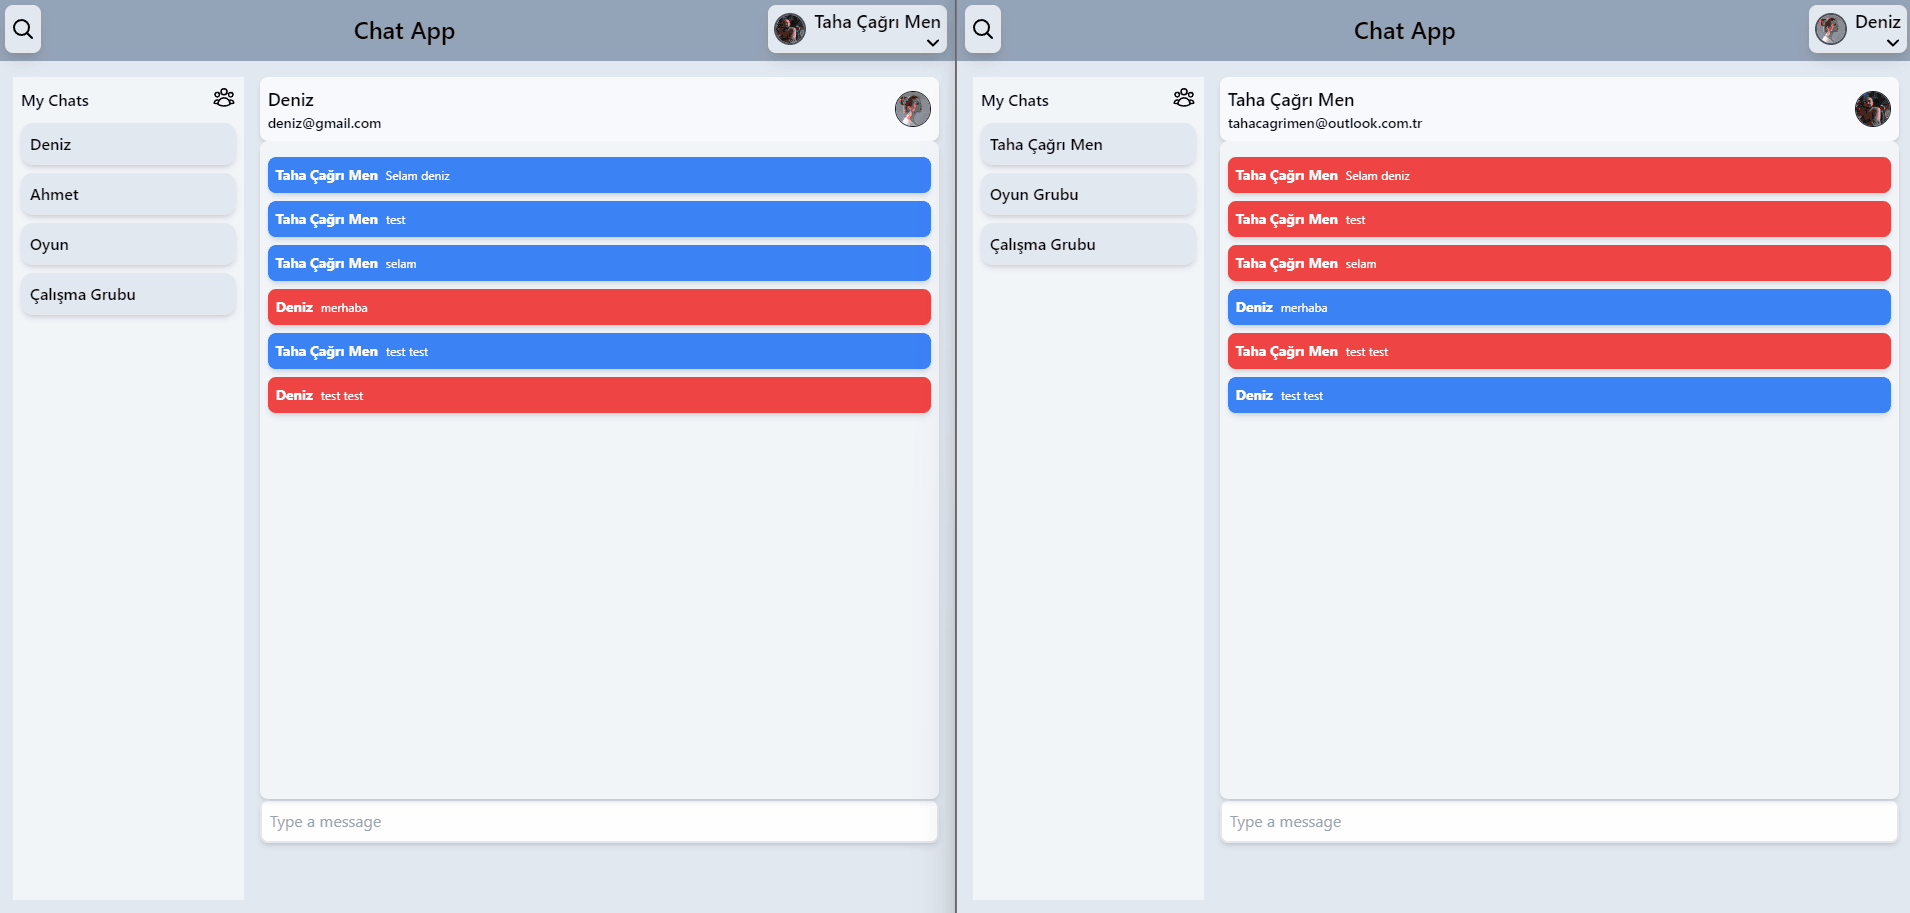 Chat App
Taha Çağrı Men
My Chats
Deniz
Ahmet
Oyun
Çalışma Grubu
Deniz
deniz@gmail.com
Taha Çağrı Men Selam deniz
Taha Çağrı Men test
Taha Çağrı Men selam
Deniz merhaba
Taha Çağrı Men test test
Deniz test test
Type a message
Chat App
Deniz
My Chats
Taha Çağrı Men
Oyun Grubu
Çalışma Grubu
Taha Çağrı Men
tahacagrimen@outlook.com.tr
Taha Çağrı Men Selam deniz
Taha Çağrı Men test
Taha Çağrı Men selam
Deniz merhaba
Taha Çağrı Men test test
Deniz test test
Type a message